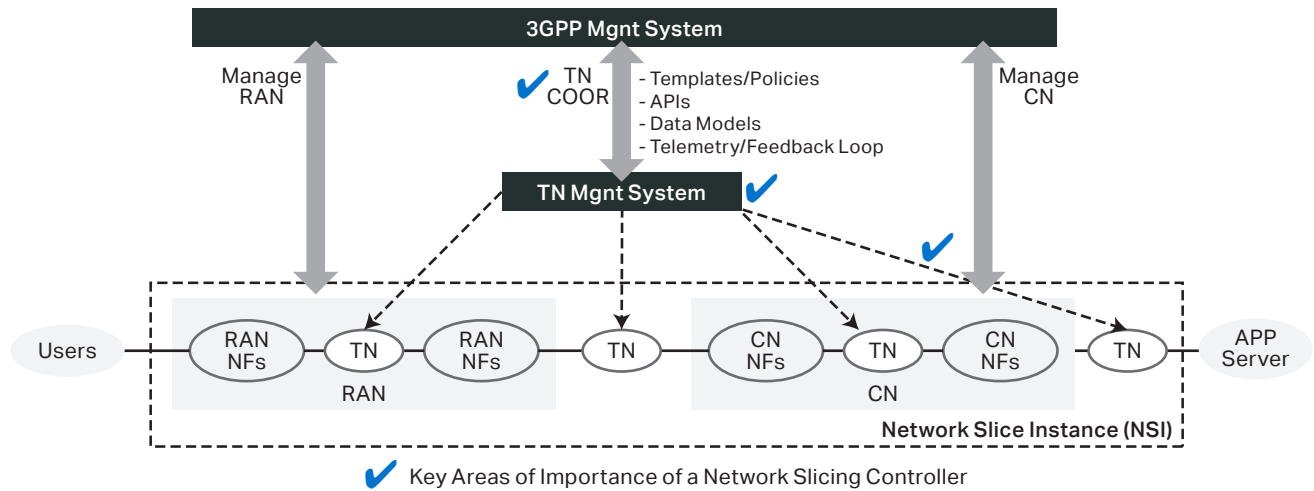 3GPP Mgnt System
Manage
RAN
TN
COOR
- Templates/Policies
- APIs
- Data Models
- Telemetry/Feedback Loop
Manage
CN
TN Mgnt System
Users
RAN
NFs
TN
RAN
NFs
RAN
TN
CN
NFs
TN
CN
NFs
CN
TN
APP
Server
Network Slice Instance (NSI)
Key Areas of Importance of a Network Slicing Controller